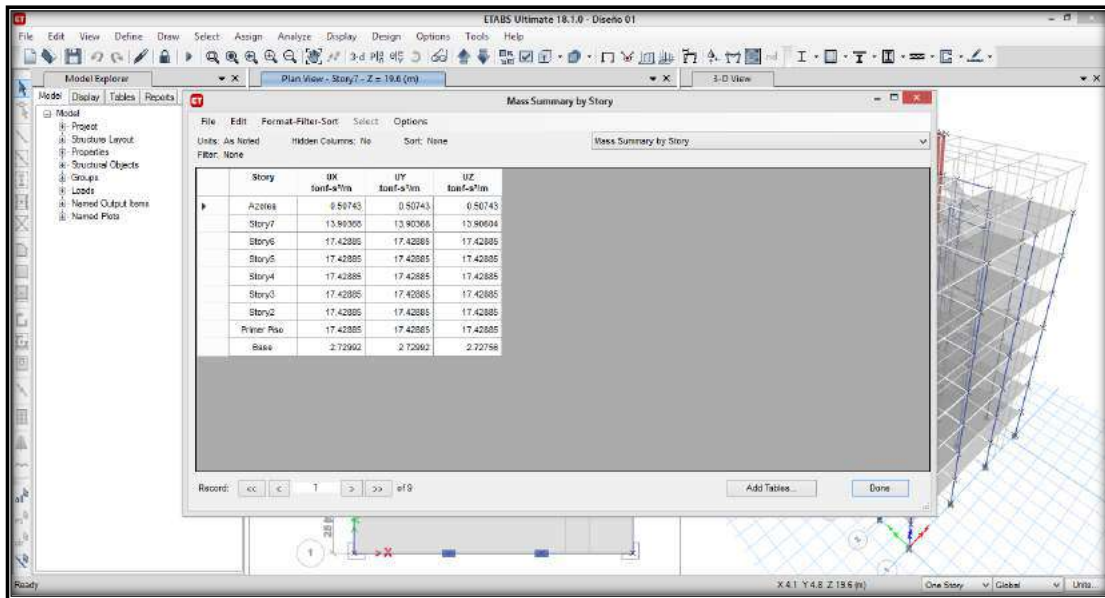 ET ETABS Ultimate 18.1.0 - Diseño 01
File Edit View Define Draw Select Assign Analyze Display Design Options Tools Help
3-d
Model Explorer Plan View - Story7 - Z = 19.6 (m) 3-D View
Model Display Tables Reports
Model
Project
Structure Layout
Properties
Structural Objects
Groups
Loads
Named Output Items
Named Plots
ET Mass Summary by Story
File Edit Format-Filter-Sort Select Options
Units: As Noted Hidden Columns: No Sort: None Mass Summary by Story
Filter: None
Story UX UY UZ
tonf-s²/m tonf-s²/m tonf-s²/m
Azotea 0.50743 0.50743 0.50743
Story7 13.90368 13.90368 13.90604
Story6 17.42885 17.42885 17.42885
Story5 17.42885 17.42885 17.42885
Story4 17.42885 17.42885 17.42885
Story3 17.42885 17.42885 17.42885
Story2 17.42885 17.42885 17.42885
Primer Piso 17.42885 17.42885 17.42885
Base 2.72992 2.72992 2.72756
Record: << < 1 > >> of 9 Add Tables... Done
1 X
Ready X 4.1 Y 4.8 Z 19.6 (m) One Story Global Units...